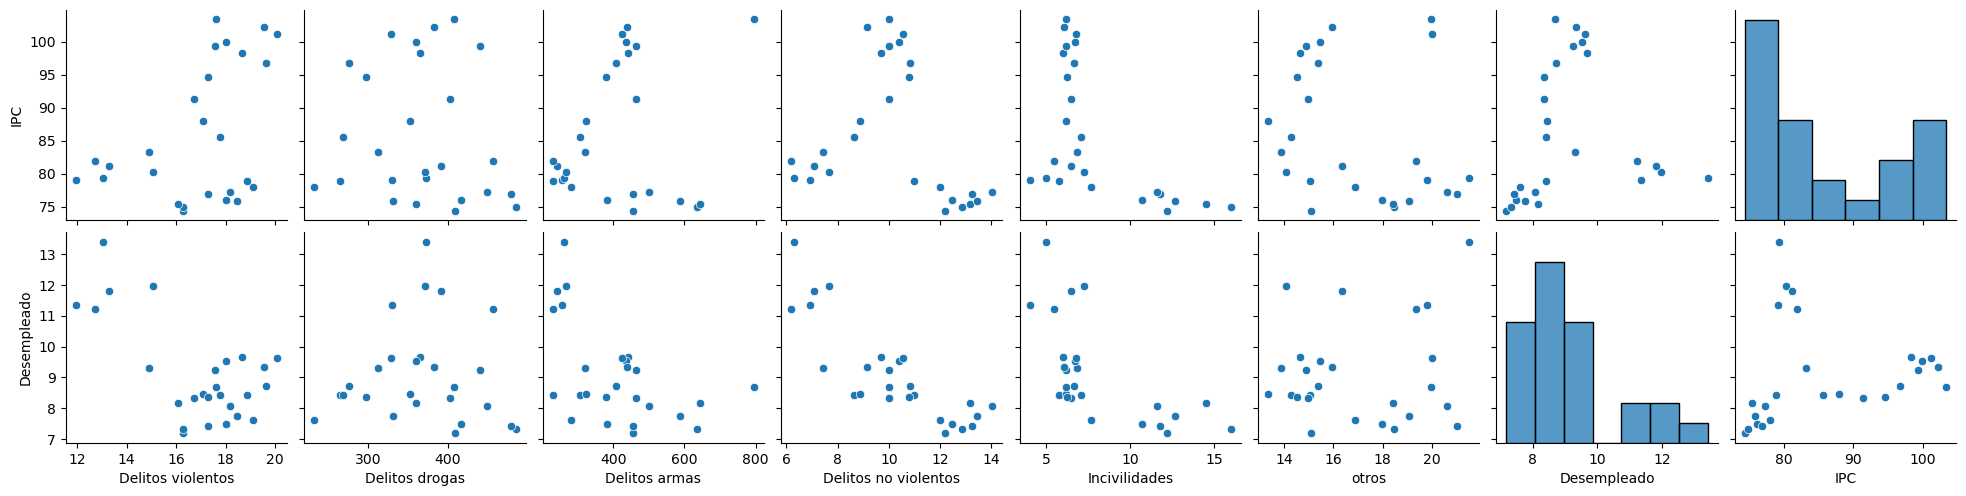 100
95
90
85
80
75
IPC
13
12
11
10
9
8
7
Desempleado
12 14 16 18 20
300 400
200 400 600 800
6 8 10 12 14
5 10 15
14 16 18 20
8 10 12
80 90 100
Delitos violentos
Delitos drogas
Delitos armas
Delitos no violentos
Incivilidades
otros
Desempleado
IPC